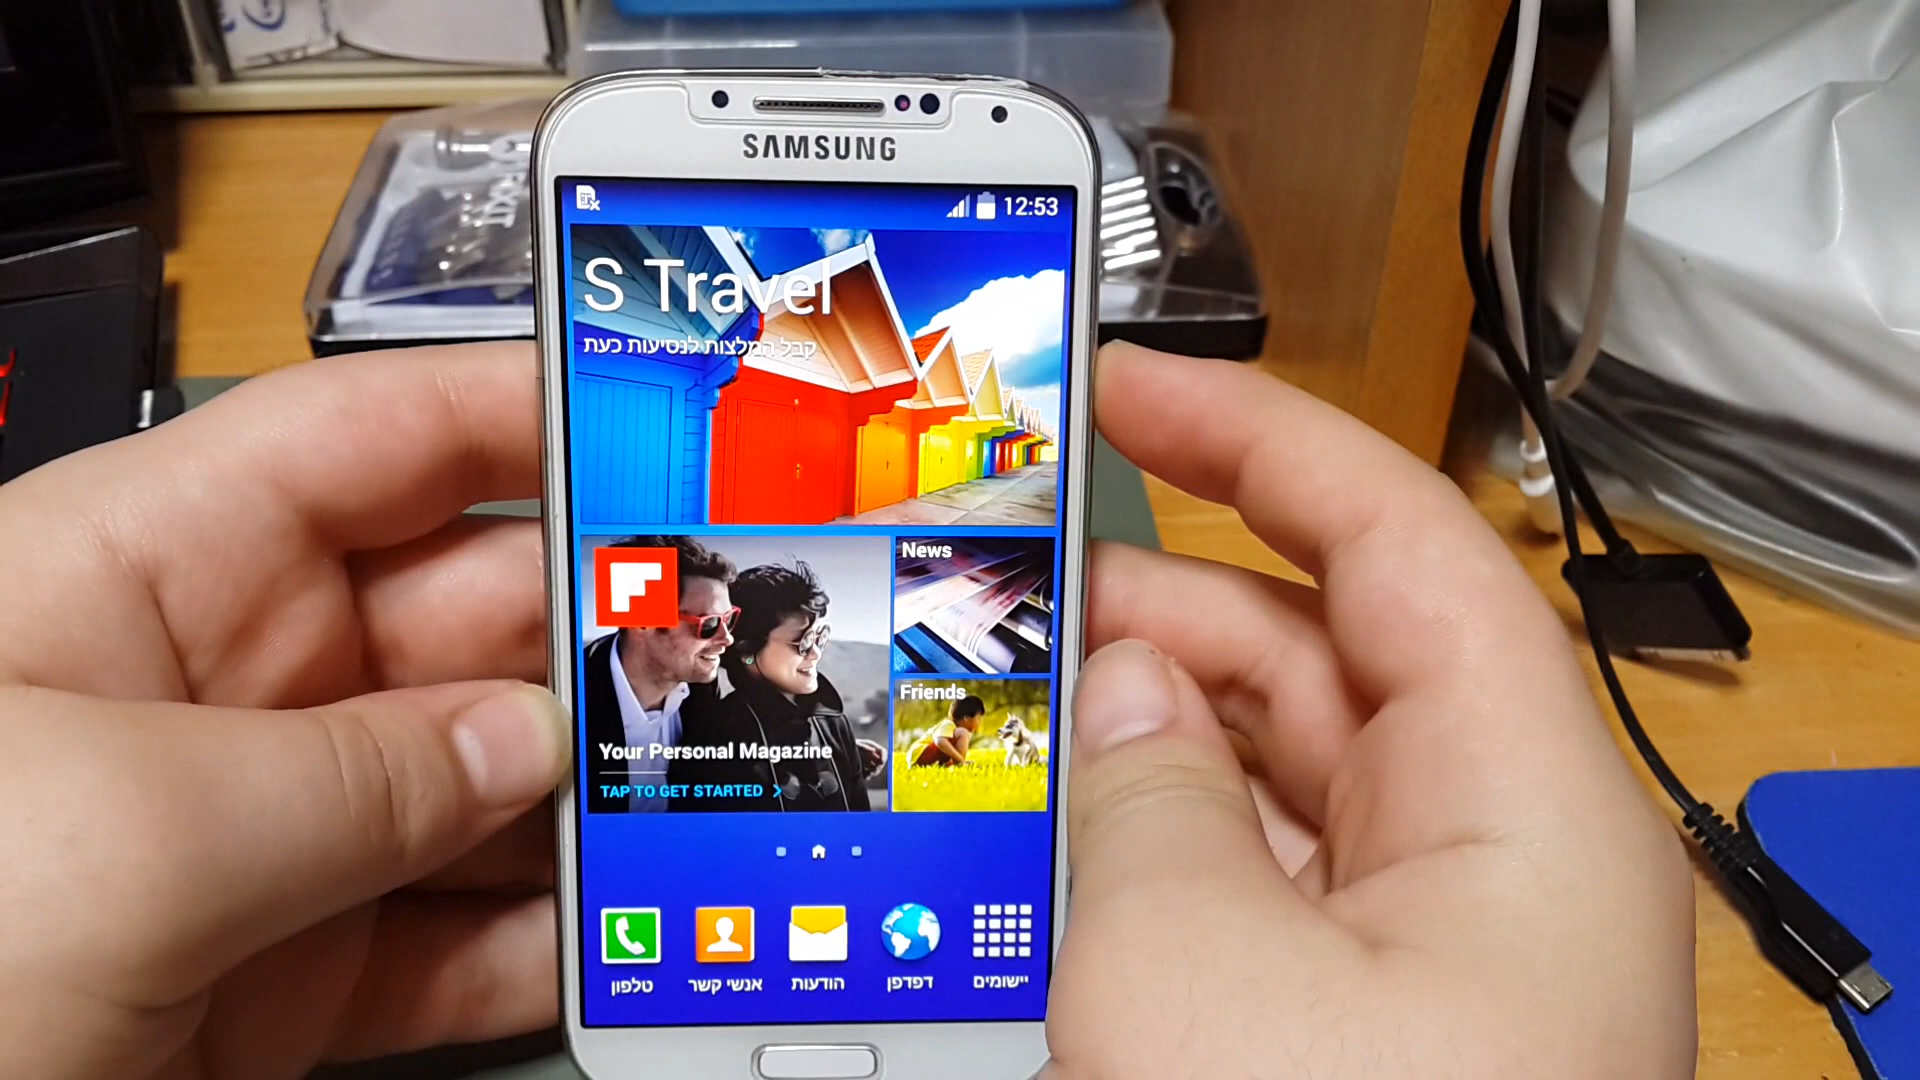 SAMSUNG
12:53
S Travel
קבל המלצות לנסיעות כעת
News
Friends
Your Personal Magazine
TAP TO GET STARTED
טלפון
אנשי קשר
הודעות
דפדפן
יישומים